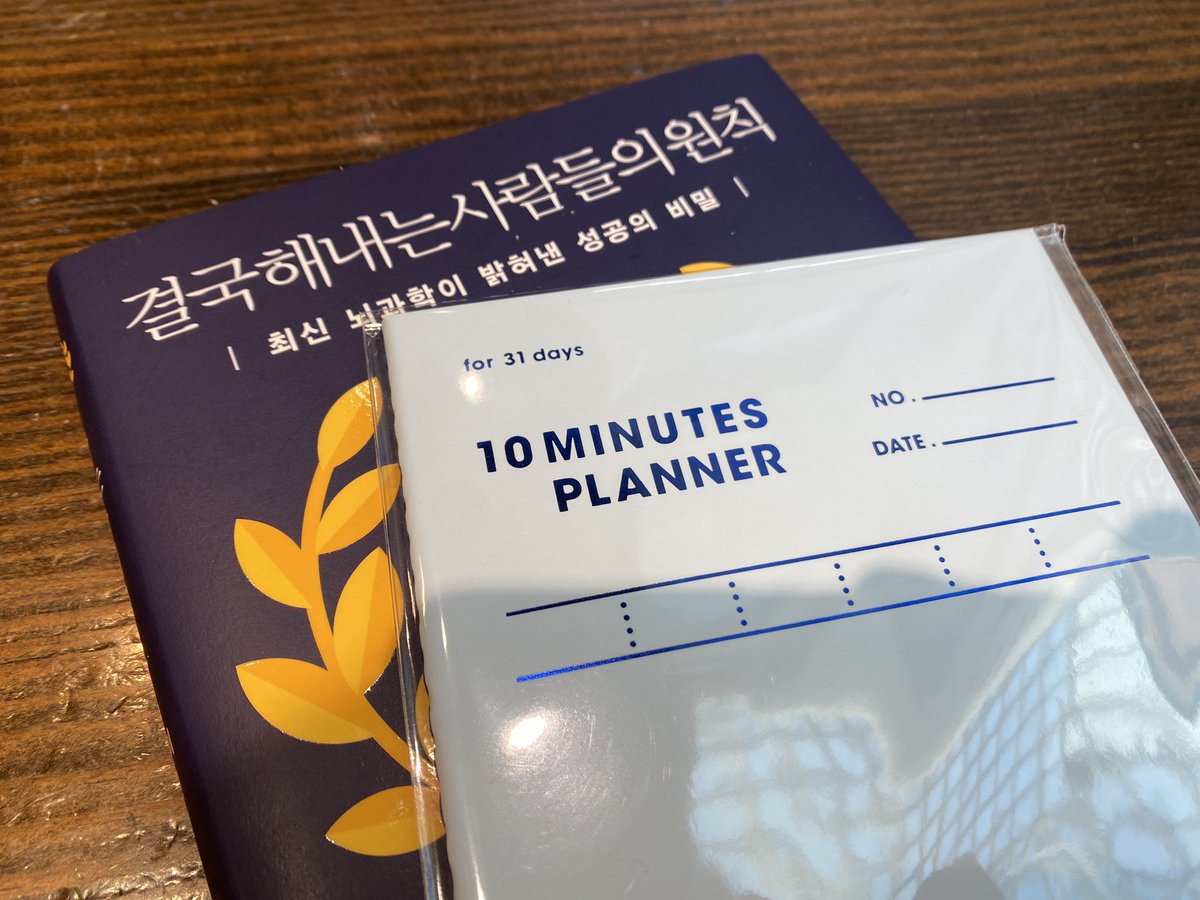 결국해내는사람들의원칙
| 최신 뇌과학이 밝혀낸 성공의 비밀 |
for 31 days
10 MINUTES
PLANNER
NO.
DATE.